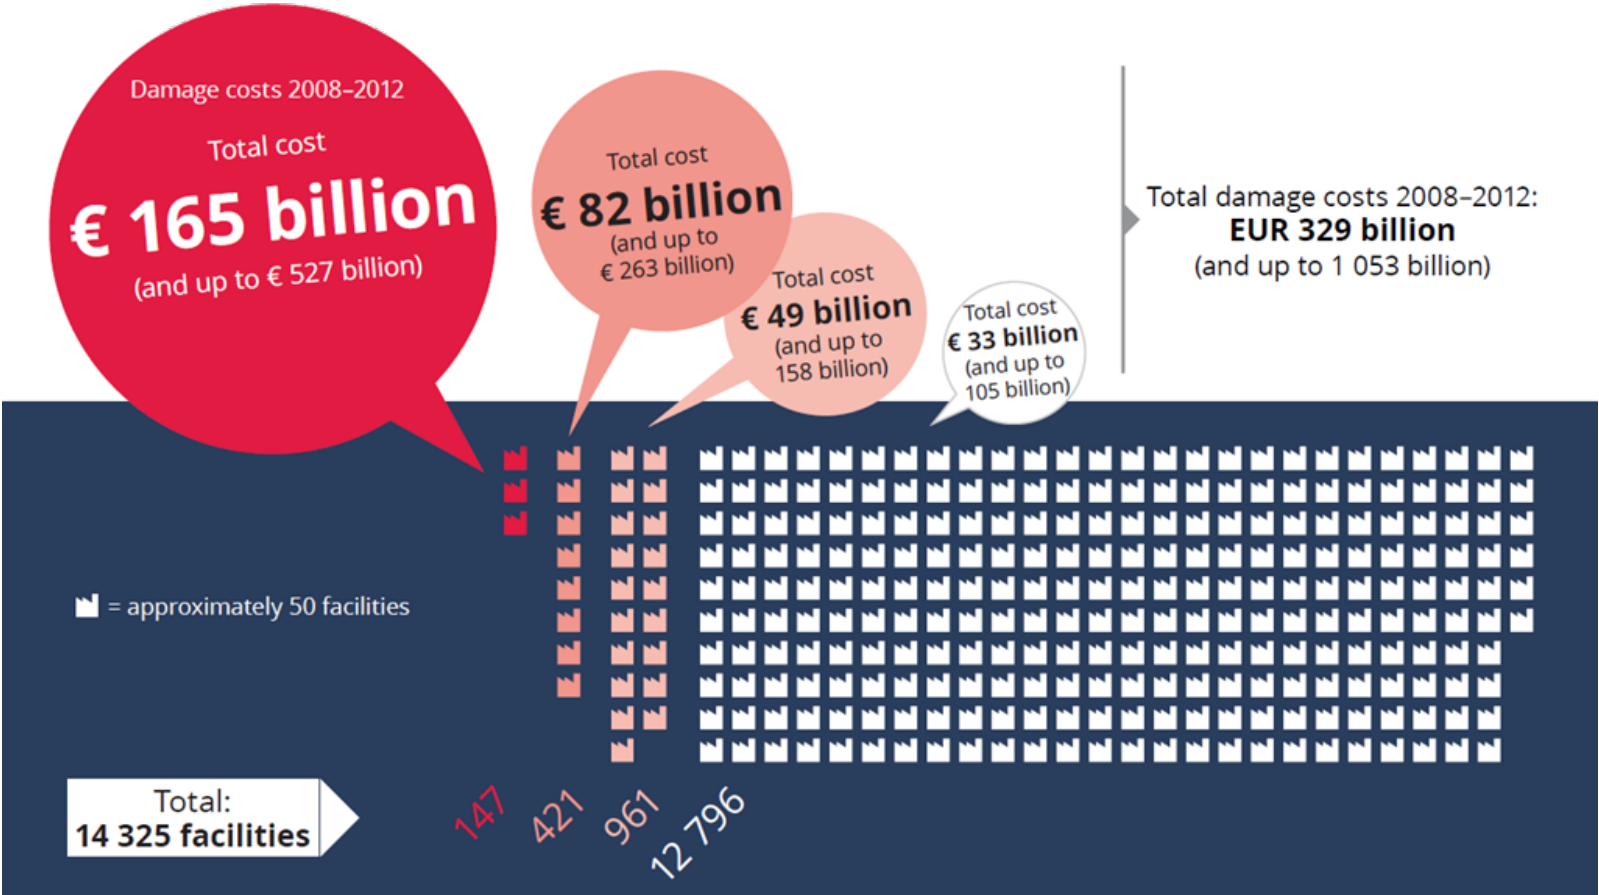 Damage costs 2008–2012
Total cost
€ 165 billion
(and up to € 527 billion)
Total cost
€ 82 billion
(and up to
€ 263 billion)
Total cost
€ 49 billion
(and up to
158 billion)
Total cost
€ 33 billion
(and up to
105 billion)
Total damage costs 2008–2012:
EUR 329 billion
(and up to 1 053 billion)
= approximately 50 facilities
Total:
14 325 facilities
147
421
961
12 796